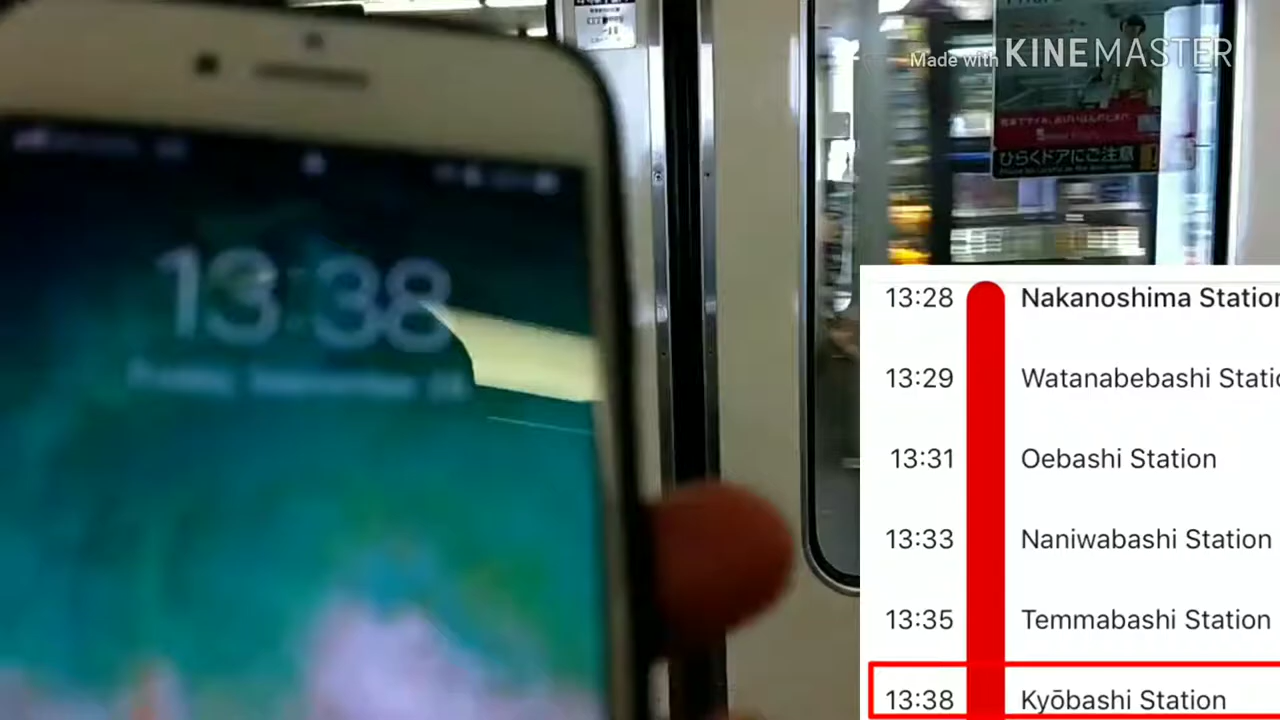 Made with KINEMASTER
13:38
ひらくドアにご注意
13:28 Nakanoshima Station
13:29 Watanabebashi Statio
13:31 Oebashi Station
13:33 Naniwabashi Station
13:35 Temmabashi Station
13:38 Kyōbashi Station